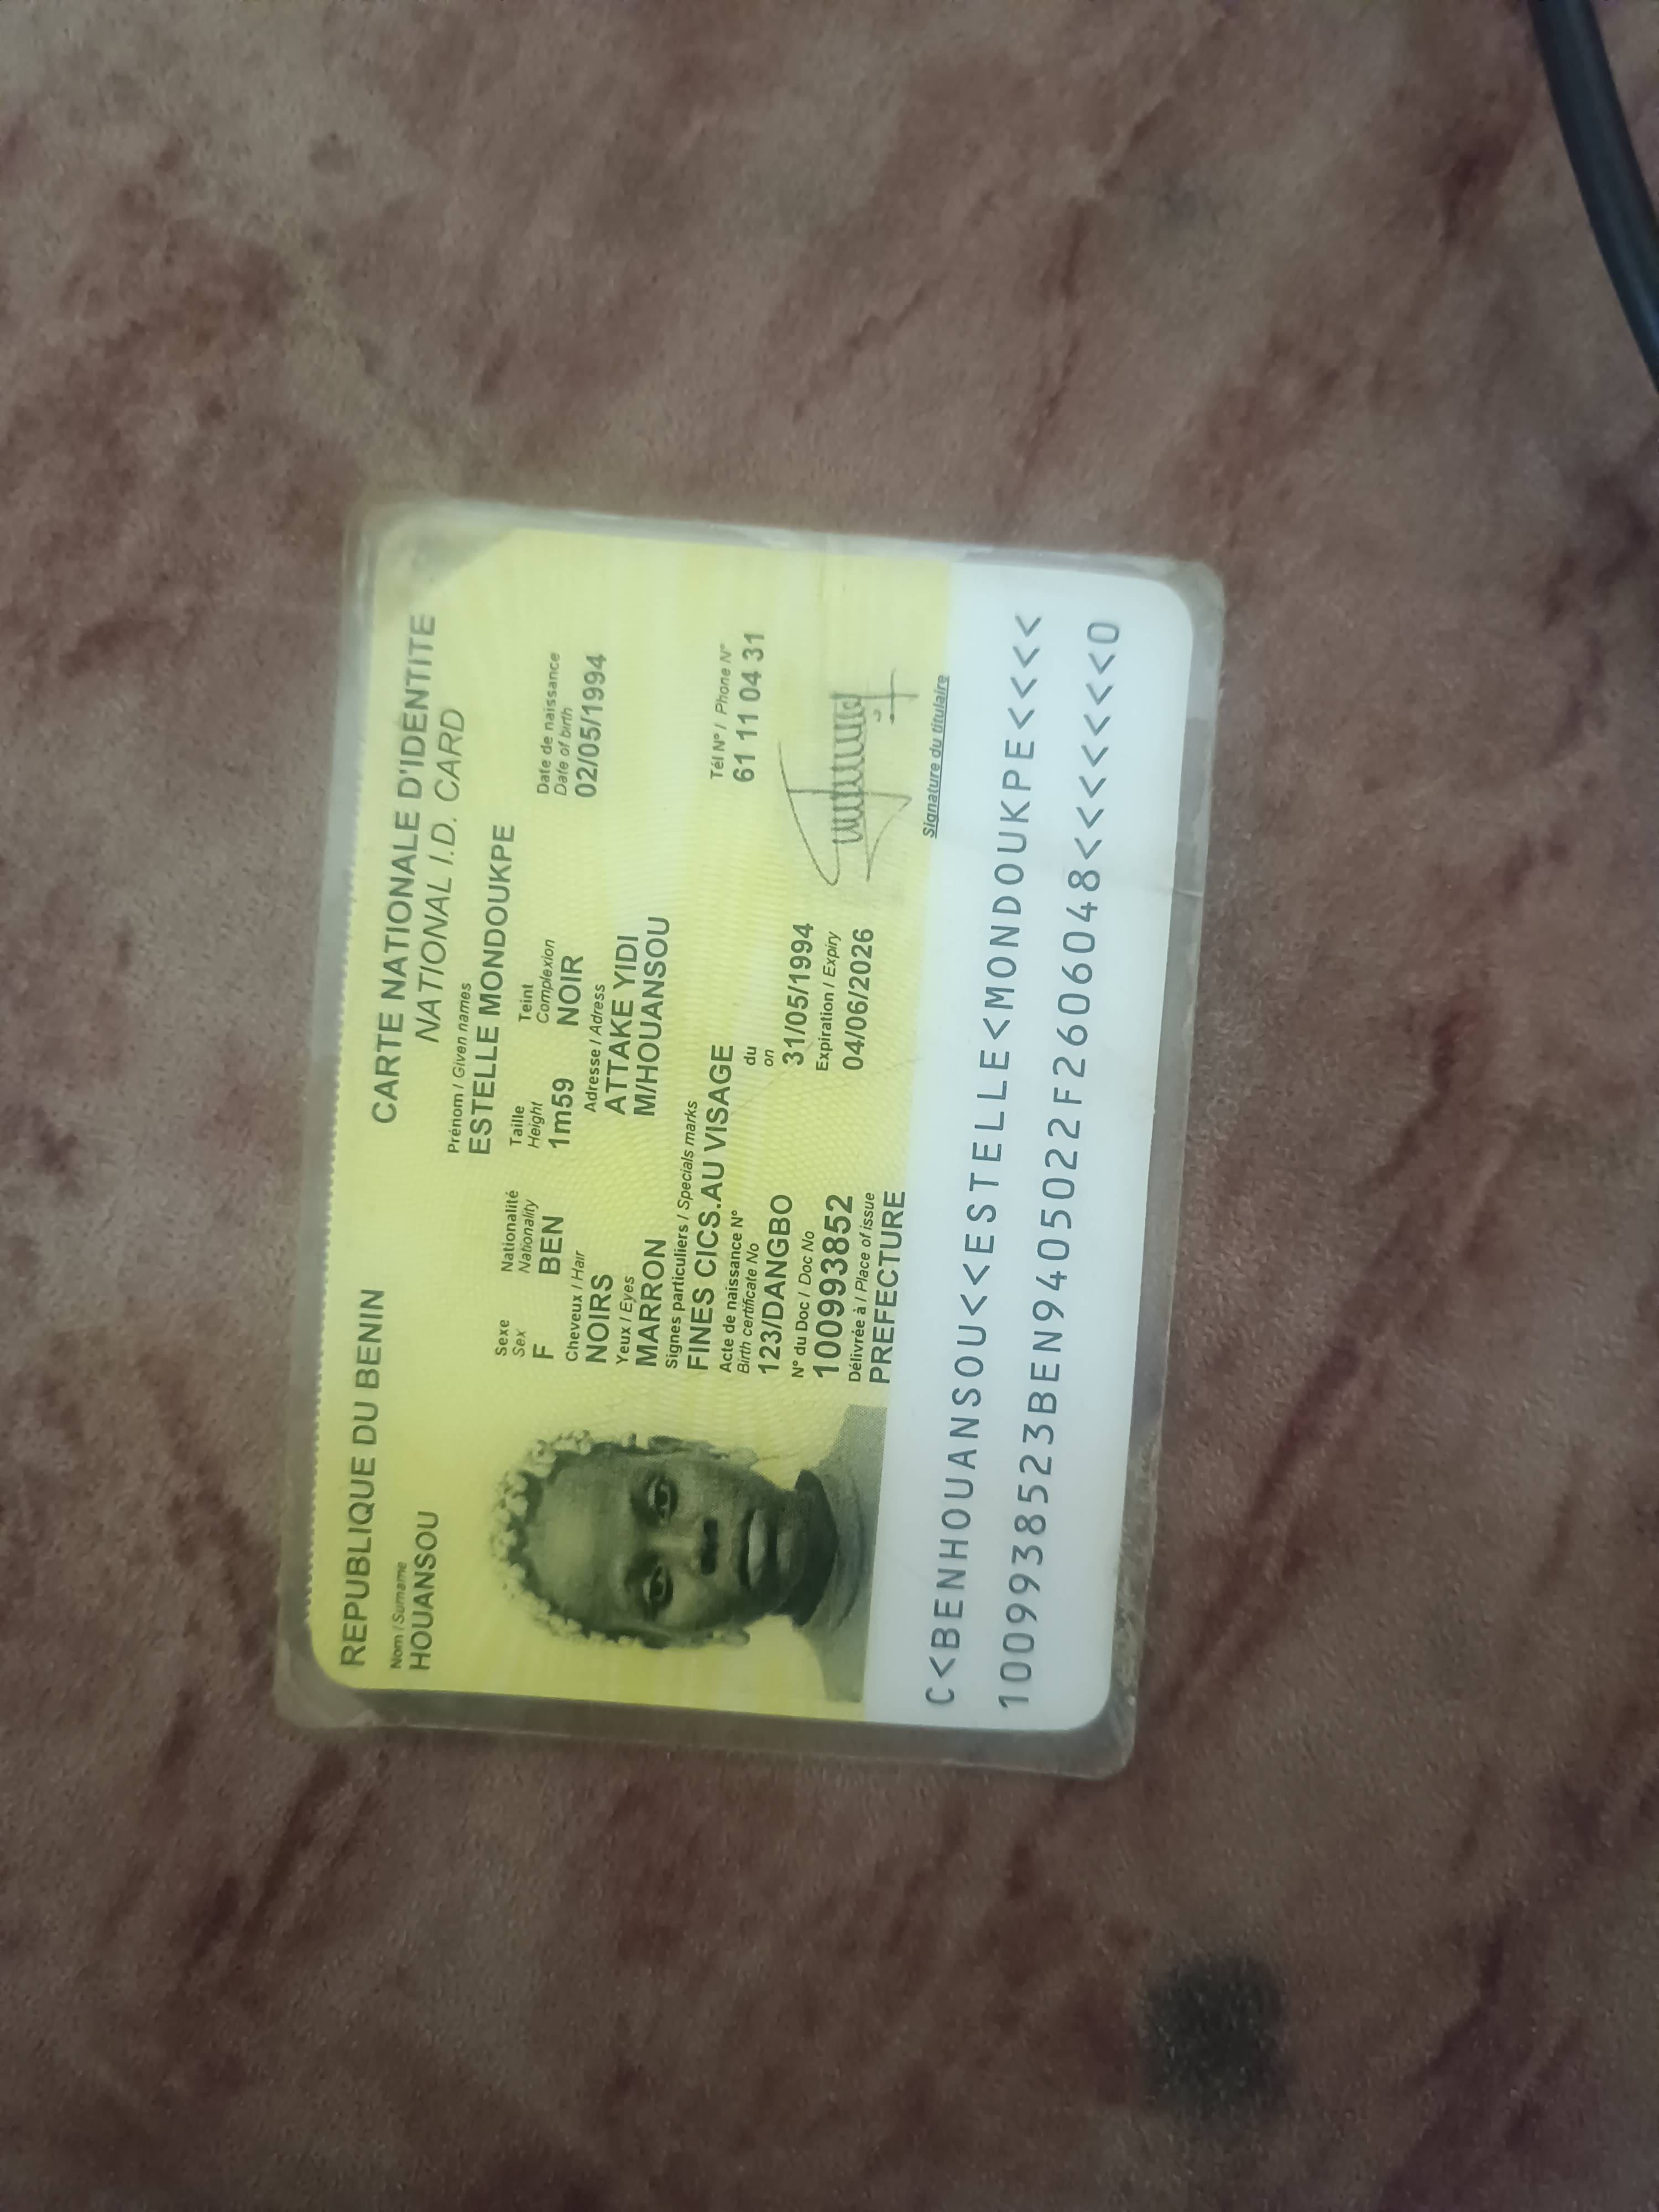 REPUBLIQUE DU BENIN
CARTE NATIONALE D'IDENTITE
NATIONAL I.D. CARD
Nom / Surname
HOUANSOU
Prénom / Given names
ESTELLE MONDOUKPE
Sexe Nationalité Taille Teint Date de naissance
Sex Nationality Height Complexion Date of birth
F BEN 1m59 NOIR 02/05/1994
Cheveux / Hair Adresse / Adress
NOIRS ATTAKE YIDI
Yeux / Eyes
MARRON M/HOUANSOU
Signes particuliers / Specials marks
FINES CICS.AU VISAGE
Tél N° / Phone N°
61 11 04 31
Acte de naissance N° du
Birth certificate No on
123/DANGBO 31/05/1994
N° du Doc / Doc No Expiration / Expiry
100993852 04/06/2026
Délivrée à / Place of issue
PREFECTURE
Signature du titulaire
C<BENHOUANSOU<<ESTELLE<MONDOUKPE<<<<
1009938523BEN9405022F2606048<<<<<<<0